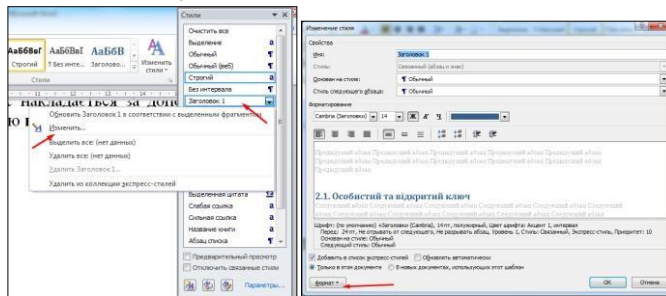 Стили
Очистить все
Выделение
Обычный
Обычный (веб)
Строгий
Без интервала
Заголовок 1
АаБбВвГ АаБбВвІ АаБбВ
Строгий ¶ Без инте... Заголово...
Изменить стили
Стили
накладається за допо
Обновить Заголовок 1 в соответствии с выделенным фрагментом
Изменить...
Выделить все: (нет данных)
Удалить все: (нет данных)
Удалить Заголовок 1...
Удалить из коллекции экспресс-стилей
Выделенная цитата
Слабая ссылка
Сильная ссылка
Название книги
Абзац списка
Предварительный просмотр
Отключить связанные стили
Параметры...
Изменение стиля
Свойства
Имя: Заголовок 1
Стиль: Связанный (абзац и знак)
Основан на стиле: ¶ Обычный
Стиль следующего абзаца: ¶ Обычный
Форматирование
Cambria (Заголовки) 14 Ж К Ч
2.1. Особистий та відкритий ключ
Шрифт: (по умолчанию) +Заголовки (Cambria), 14 пт, полужирный, Цвет шрифта: Акцент 1, интервал
Перед: 24 пт, Не отрывать от следующего, Не разрывать абзац, Уровень 1, Стиль: Связанный, Экспресс-стиль, Приоритет: 10
Основан на стиле: Обычный
Следующий стиль: Обычный
Добавить в список экспресс-стилей Обновлять автоматически
Только в этом документе В новых документах, использующих этот шаблон
Формат
ОК Отмена